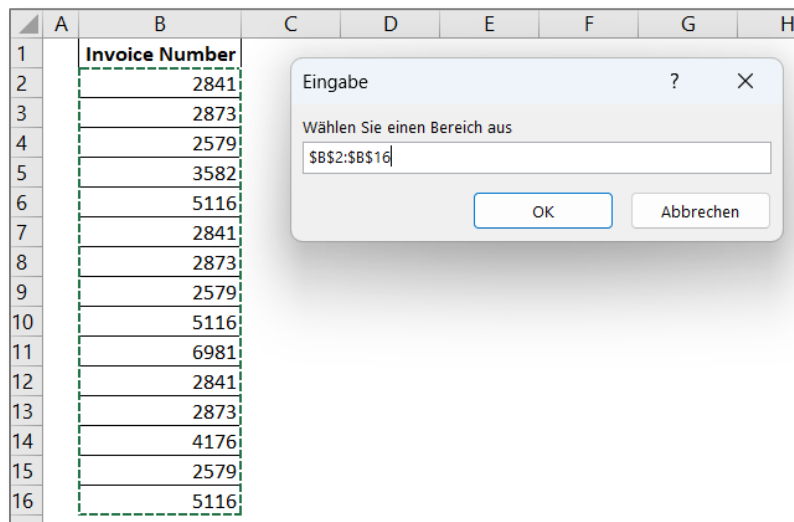 A B C D E F G H
1 Invoice Number
2 2841
3 2873
4 2579
5 3582
6 5116
7 2841
8 2873
9 2579
10 5116
11 6981
12 2841
13 2873
14 4176
15 2579
16 5116
Eingabe ?
Wählen Sie einen Bereich aus
$B$2:$B$16
OK Abbrechen